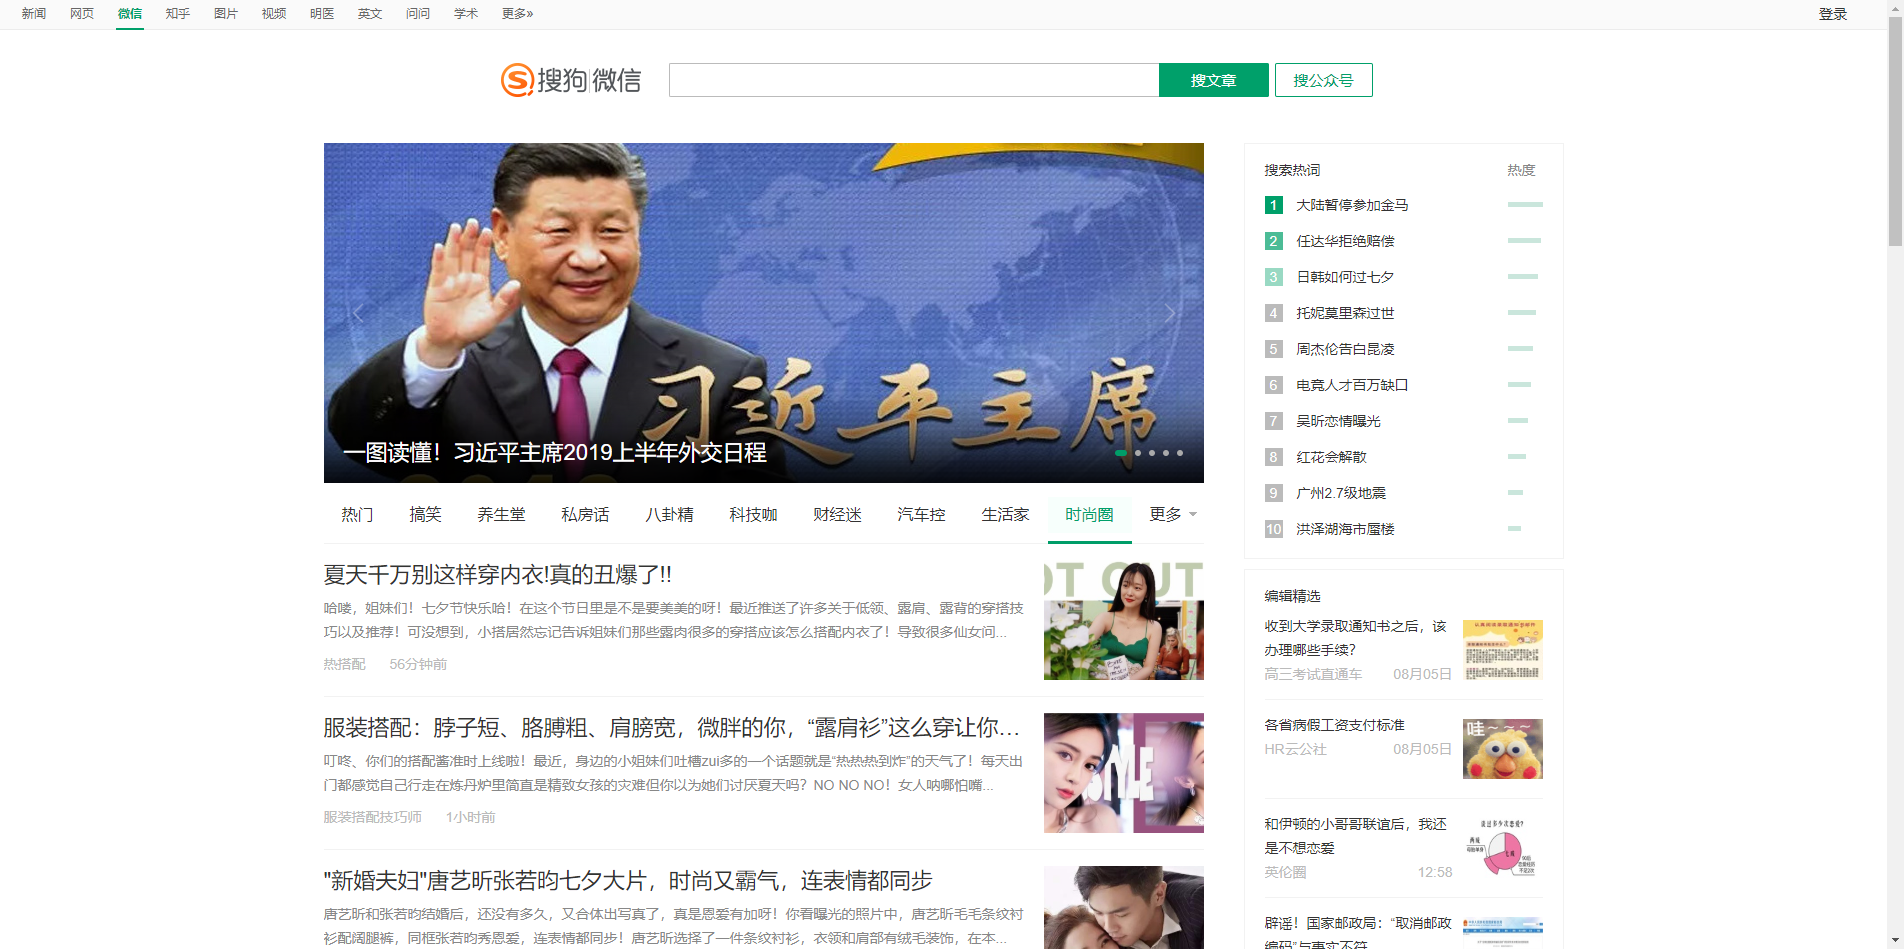 新闻 网页 微信 知乎 图片 视频 明医 英文 问问 学术 更多» 登录
搜狗|微信 搜文章 搜公众号
习近平主席
一图读懂！习近平主席2019上半年外交日程
热门 搞笑 养生堂 私房话 八卦精 科技咖 财经迷 汽车控 生活家 时尚圈 更多
夏天千万别这样穿内衣!真的丑爆了!!
哈喽，姐妹们！七夕节快乐哈！在这个节日里是不是要美美的呀！最近推送了许多关于低领、露肩、露背的穿搭技
巧以及推荐！可没想到，小搭居然忘记告诉姐妹们那些露肉很多的穿搭应该怎么搭配内衣了！导致很多仙女问...
热搭配 56分钟前
OT OUT
服装搭配：脖子短、胳膊粗、肩膀宽，微胖的你，“露肩衫”这么穿让你...
叮咚、你们的搭配酱准时上线啦！最近，身边的小姐妹们吐槽zui多的一个话题就是“热热热到炸”的天气了！每天出
门都感觉自己行走在炼丹炉里简直是精致女孩的灾难但你以为她们讨厌夏天吗？NO NO NO！女人呐哪怕嘴...
服装搭配技巧师 1小时前
STYLE
"新婚夫妇"唐艺昕张若昀七夕大片，时尚又霸气，连表情都同步
唐艺昕和张若昀结婚后，还没有多久，又合体出写真了，真是恩爱有加呀！你看曝光的照片中，唐艺昕毛毛条纹衬
衫配阔腿裤，同框张若昀秀恩爱，连表情都同步！唐艺昕选择了一件条纹衬衫，衣领和肩部有绒毛装饰，在本...
搜索热词 热度
1 大陆暂停参加金马
2 任达华拒绝赔偿
3 日韩如何过七夕
4 托妮莫里森过世
5 周杰伦告白昆凌
6 电竞人才百万缺口
7 吴昕恋情曝光
8 红花会解散
9 广州2.7级地震
10 洪泽湖海市蜃楼
编辑精选
收到大学录取通知书之后，该
办理哪些手续？
高三考试直通车 08月05日
各省病假工资支付标准
HR云公社 08月05日
哇～～～
和伊顿的小哥哥联谊后，我还
是不想恋爱
英伦圈 12:58
辟谣！国家邮政局：“取消邮政
编码”与事实不符